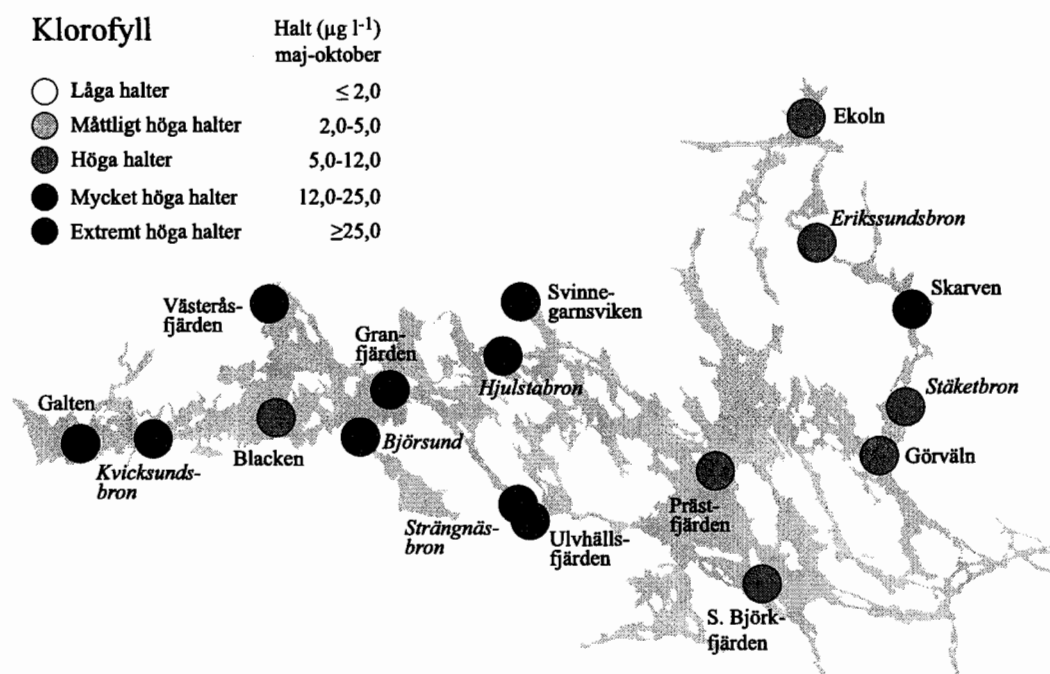 Klorofyll
Halt (µg l-1)
maj-oktober
Låga halter ≤ 2,0
Måttligt höga halter 2,0-5,0
Höga halter 5,0-12,0
Mycket höga halter 12,0-25,0
Extremt höga halter ≥25,0
Ekoln
Erikssundsbron
Skarven
Svinne-
garnsviken
Västerås-
fjärden
Gran-
fjärden
Hjulstabron
Stäketbron
Galten
Björsund
Blacken
Görväln
Kvicksunds-
bron
Präst-
fjärden
Strängnäs-
bron
Ulvhälls-
fjärden
S. Björk-
fjärden